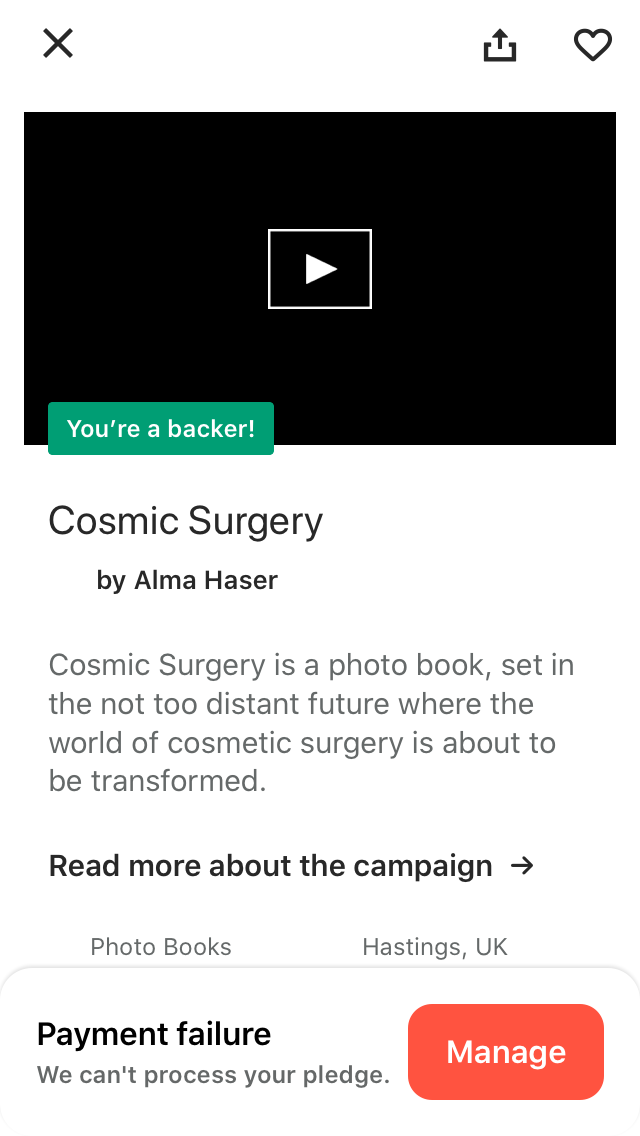 You’re a backer!
Cosmic Surgery
by Alma Haser
Cosmic Surgery is a photo book, set in
the not too distant future where the
world of cosmetic surgery is about to
be transformed.
Read more about the campaign →
Photo Books
Hastings, UK
Payment failure
We can't process your pledge.
Manage